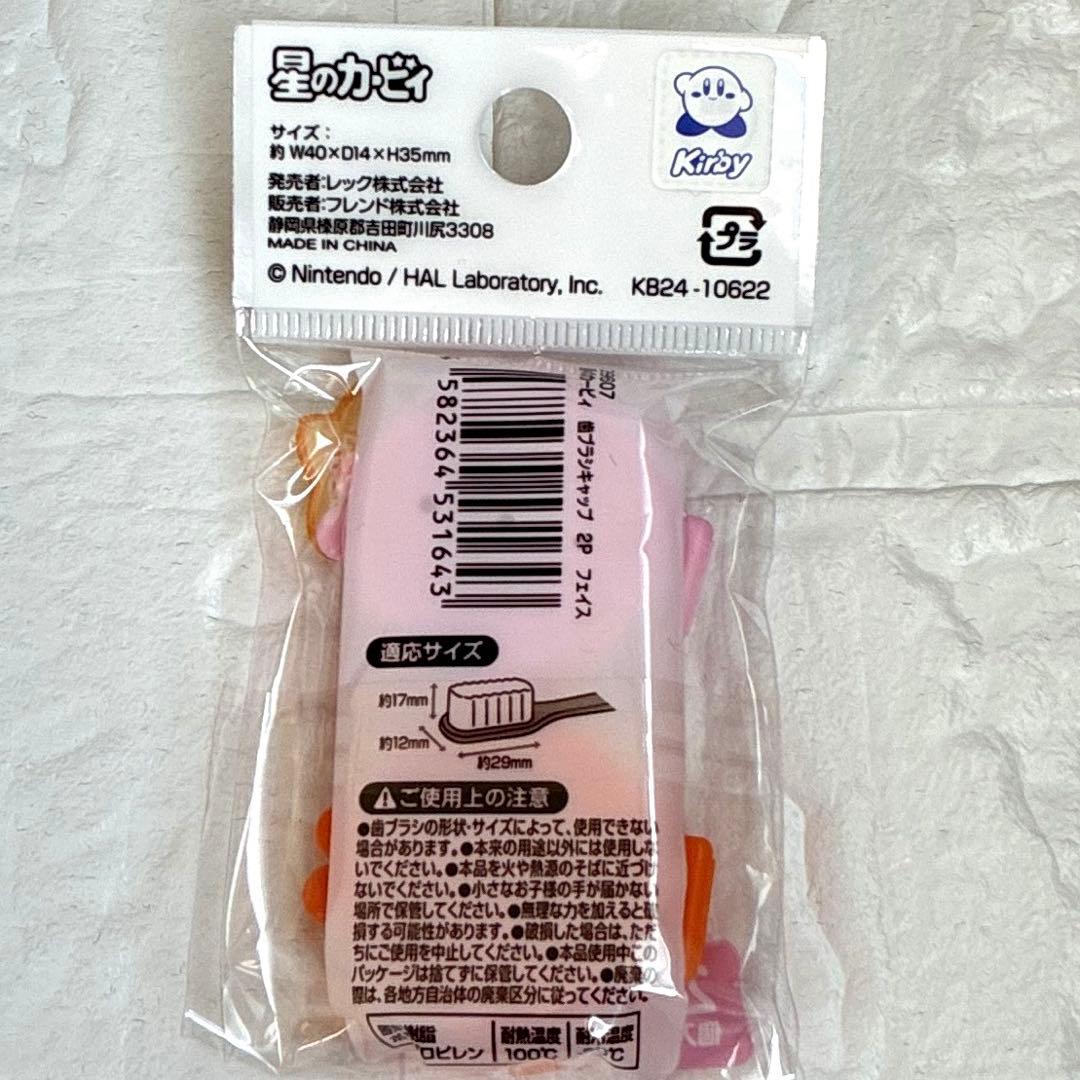 星のカービィ
Kirby
サイズ：
約 W40×D14×H35mm
発売者:レック株式会社
販売者:フレンド株式会社
静岡県榛原郡吉田町川尻3308
MADE IN CHINA
プラ
© Nintendo / HAL Laboratory, Inc. KB24-10622
607
カービィ 歯ブラシキャップ 2P フェイス
582364 531643
適応サイズ
約17mm
約12mm
約29mm
ご使用上の注意
●歯ブラシの形状・サイズによって、使用できない
場合があります。●本来の用途以外には使用しな
いでください。●本品を火や熱源のそばに近づけ
ないでください。●小さなお子様の手が届かない
場所で保管してください。●無理な力を加えると破
損する可能性があります。●破損した場合は、ただ
ちにご使用を中止してください。●本品使用中この
パッケージは捨てずに保管してください。●廃棄の
際は、各地方自治体の廃棄区分に従ってください。
樹脂 耐熱温度
ロピレン 100℃ ℃